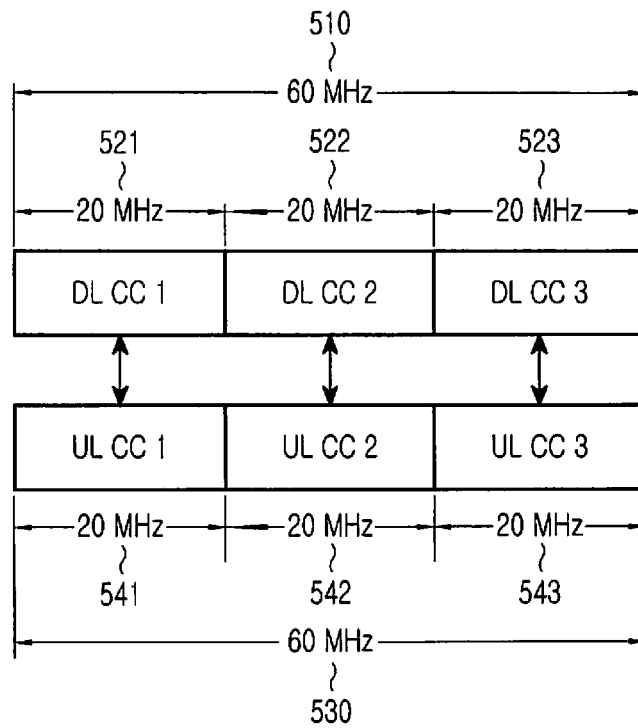 510
60 MHz
521 522 523
20 MHz 20 MHz 20 MHz
DL CC 1 DL CC 2 DL CC 3
UL CC 1 UL CC 2 UL CC 3
20 MHz 20 MHz 20 MHz
541 542 543
60 MHz
530